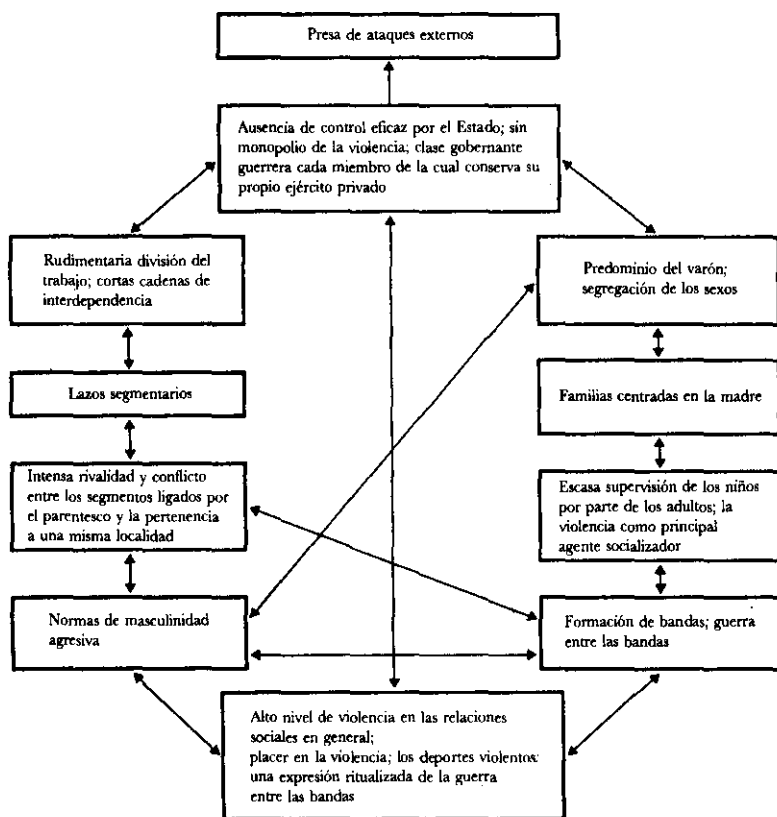 Presa de ataques externos
Ausencia de control eficaz por el Estado; sin
monopolio de la violencia; clase gobernante
guerrera cada miembro de la cual conserva su
propio ejército privado
Rudimentaria división del
trabajo; cortas cadenas de
interdependencia
Predominio del varón;
segregación de los sexos
Lazos segmentarios
Familias centradas en la madre
Intensa rivalidad y conflicto
entre los segmentos ligados por
el parentesco y la pertenencia
a una misma localidad
Escasa supervisión de los niños
por parte de los adultos; la
violencia como principal
agente socializador
Normas de masculinidad
agresiva
Formación de bandas; guerra
entre las bandas
Alto nivel de violencia en las relaciones
sociales en general;
placer en la violencia; los deportes violentos:
una expresión ritualizada de la guerra
entre las bandas